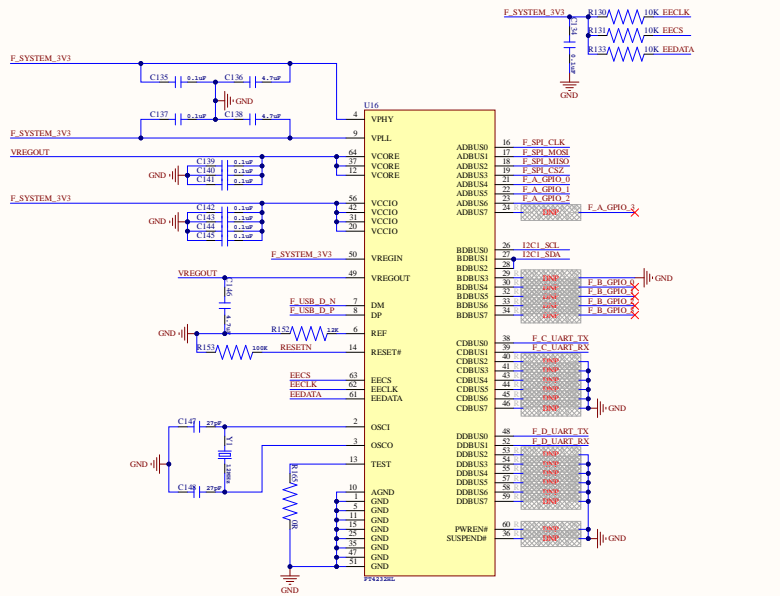 F_SYSTEM_3V3 R130 10K EECLK
R131 10K EECS
C134 R133 10K EEDATA
0.1uF
GND
F_SYSTEM_3V3
C135 0.1uF C136 4.7uF
GND
C137 0.1uF C138 4.7uF
U16
4 VPHY
F_SYSTEM_3V3 9 VPLL
VREGOUT 64 VCORE
C139 0.1uF 37 VCORE
GND C140 0.1uF 12 VCORE
C141 0.1uF
F_SYSTEM_3V3 56 VCCIO
C142 0.1uF 42 VCCIO
GND C143 0.1uF 31 VCCIO
C144 0.1uF 20 VCCIO
C145 0.1uF
F_SYSTEM_3V3 50 VREGIN
VREGOUT 49 VREGOUT
C146
F_USB_D_N 7 DM
F_USB_D_P 8 DP
GND R152 12K 6 REF
R153 100K RESETN 14 RESET#
EECS 63 EECS
EECLK 62 EECLK
EEDATA 61 EEDATA
C147 27pF 2 OSCI
Y1 3 OSCO
GND 12MHz
C148 27pF
13 TEST
R165 0R
10 AGND
1 GND
5 GND
11 GND
15 GND
25 GND
35 GND
47 GND
51 GND
GND
FT4232HL
ADBUS0 16 F_SPI_CLK
ADBUS1 17 F_SPI_MOSI
ADBUS2 18 F_SPI_MISO
ADBUS3 19 F_SPI_CSZ
ADBUS4 21 F_A_GPIO_0
ADBUS5 22 F_A_GPIO_1
ADBUS6 23 F_A_GPIO_2
ADBUS7 24 DNP F_A_GPIO_3
BDBUS0 26 I2C1_SCL
BDBUS1 27 I2C1_SDA
BDBUS2 28
BDBUS3 29 DNP GND
BDBUS4 30 DNP F_B_GPIO_0
BDBUS5 32 DNP F_B_GPIO_1
BDBUS6 33 DNP F_B_GPIO_2
BDBUS7 34 DNP F_B_GPIO_3
CDBUS0 38 F_C_UART_TX
CDBUS1 39 F_C_UART_RX
CDBUS2 40 DNP
CDBUS3 41 DNP
CDBUS4 43 DNP
CDBUS5 44 DNP
CDBUS6 45 DNP
CDBUS7 46 DNP GND
DDBUS0 48 F_D_UART_TX
DDBUS1 52 F_D_UART_RX
DDBUS2 53 DNP
DDBUS3 54 DNP
DDBUS4 55 DNP
DDBUS5 57 DNP
DDBUS6 58 DNP
DDBUS7 59 DNP
PWREN# 60 DNP
SUSPEND# 36 DNP GND